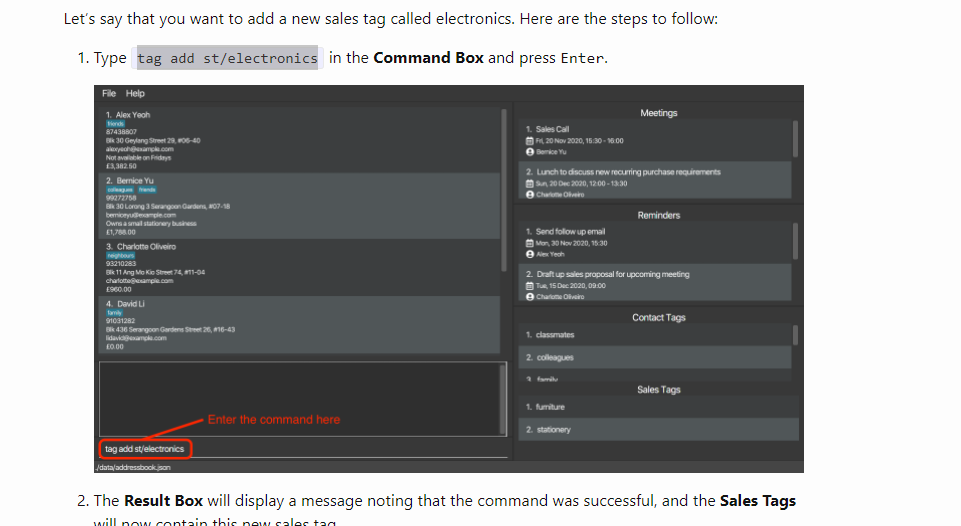 Let's say that you want to add a new sales tag called electronics. Here are the steps to follow:
1. Type tag add st/electronics in the Command Box and press Enter.
File Help
1. Alex Yeoh
friends
87438807
Blk 30 Geylang Street 29, #06-40
alexyeoh@example.com
Not available on Fridays
£3,382.50
2. Bernice Yu
colleagues friends
99272758
Blk 30 Lorong 3 Serangoon Gardens, #07-18
berniceyu@example.com
Owns a small stationery business
£1,788.00
3. Charlotte Oliveiro
neighbours
93210283
Blk 11 Ang Mo Kio Street 74, #11-04
charlotte@example.com
£960.00
4. David Li
family
91031282
Blk 436 Serangoon Gardens Street 26, #16-43
lidavid@example.com
£0.00
Enter the command here
tag add st/electronics
./data/addressbook.json
Meetings
1. Sales Call
Fri, 20 Nov 2020, 15:30 - 16:00
Bernice Yu
2. Lunch to discuss new recurring purchase requirements
Sun, 20 Dec 2020, 12:00 - 13:30
Charlotte Oliveiro
Reminders
1. Send follow up email
Mon, 30 Nov 2020, 15:30
Alex Yeoh
2. Draft up sales proposal for upcoming meeting
Tue, 15 Dec 2020, 09:00
Charlotte Oliveiro
Contact Tags
1. classmates
2. colleagues
3. family
Sales Tags
1. furniture
2. stationery
2. The Result Box will display a message noting that the command was successful, and the Sales Tags
will now contain this new sales tag.